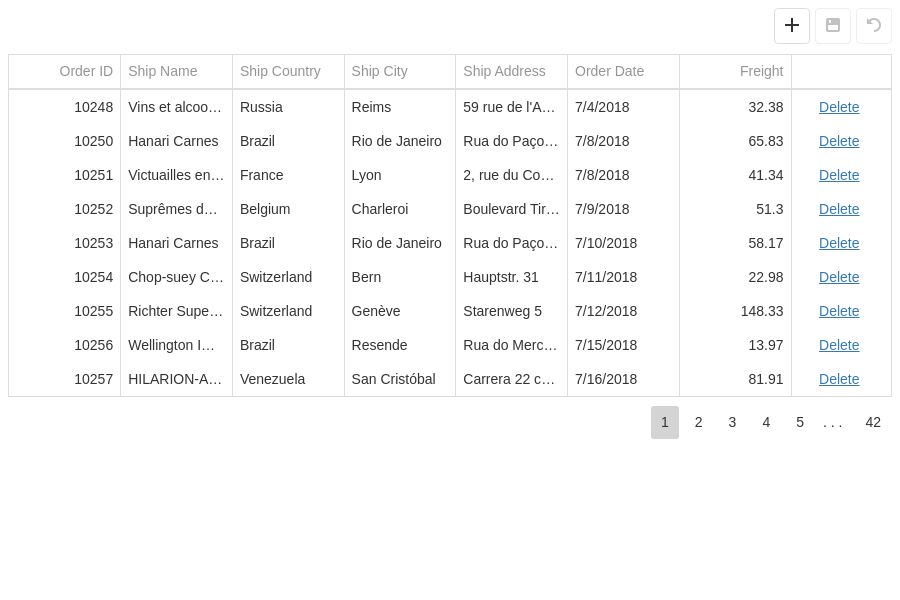 Order ID Ship Name Ship Country Ship City Ship Address Order Date Freight
10248 Vins et alcoo… Russia Reims 59 rue de l'A… 7/4/2018 32.38 Delete
10250 Hanari Carnes Brazil Rio de Janeiro Rua do Paço… 7/8/2018 65.83 Delete
10251 Victuailles en… France Lyon 2, rue du Co… 7/8/2018 41.34 Delete
10252 Suprêmes d… Belgium Charleroi Boulevard Tir… 7/9/2018 51.3 Delete
10253 Hanari Carnes Brazil Rio de Janeiro Rua do Paço… 7/10/2018 58.17 Delete
10254 Chop-suey C… Switzerland Bern Hauptstr. 31 7/11/2018 22.98 Delete
10255 Richter Supe… Switzerland Genève Starenweg 5 7/12/2018 148.33 Delete
10256 Wellington I… Brazil Resende Rua do Merc… 7/15/2018 13.97 Delete
10257 HILARION-A… Venezuela San Cristóbal Carrera 22 c… 7/16/2018 81.91 Delete
1 2 3 4 5 . . . 42